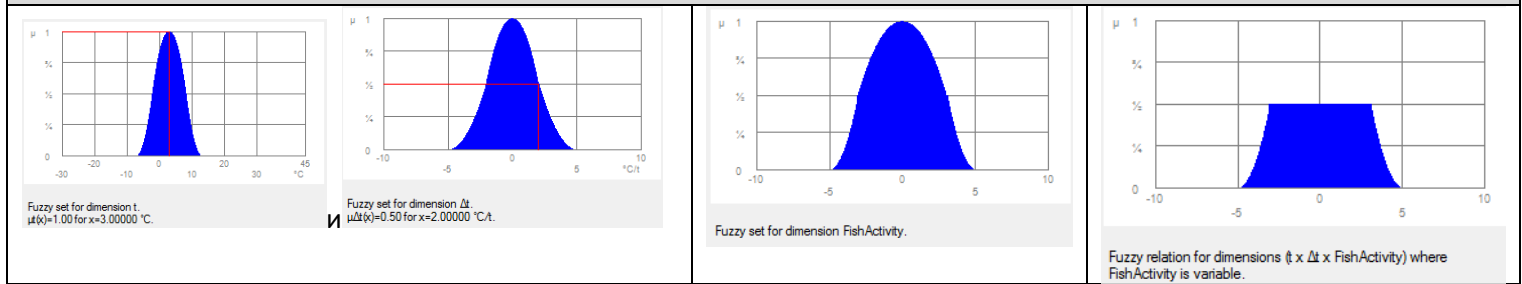 μ 1
¾
½
¼
0
-20 0 20 45
-30 -10 10 30 °C
Fuzzy set for dimension t.
μt(x)=1.00 for x=3.00000 °C.
и
μ 1
¾
½
¼
0
-10 0 10
-5 5 °C/t
Fuzzy set for dimension Δt.
μΔt(x)=0.50 for x=2.00000 °C/t.
μ 1
¾
½
¼
0
-10 0 10
-5 5
Fuzzy set for dimension FishActivity.
μ 1
¾
½
¼
0
-10 0 10
-5 5
Fuzzy relation for dimensions (t x Δt x FishActivity) where
FishActivity is variable.